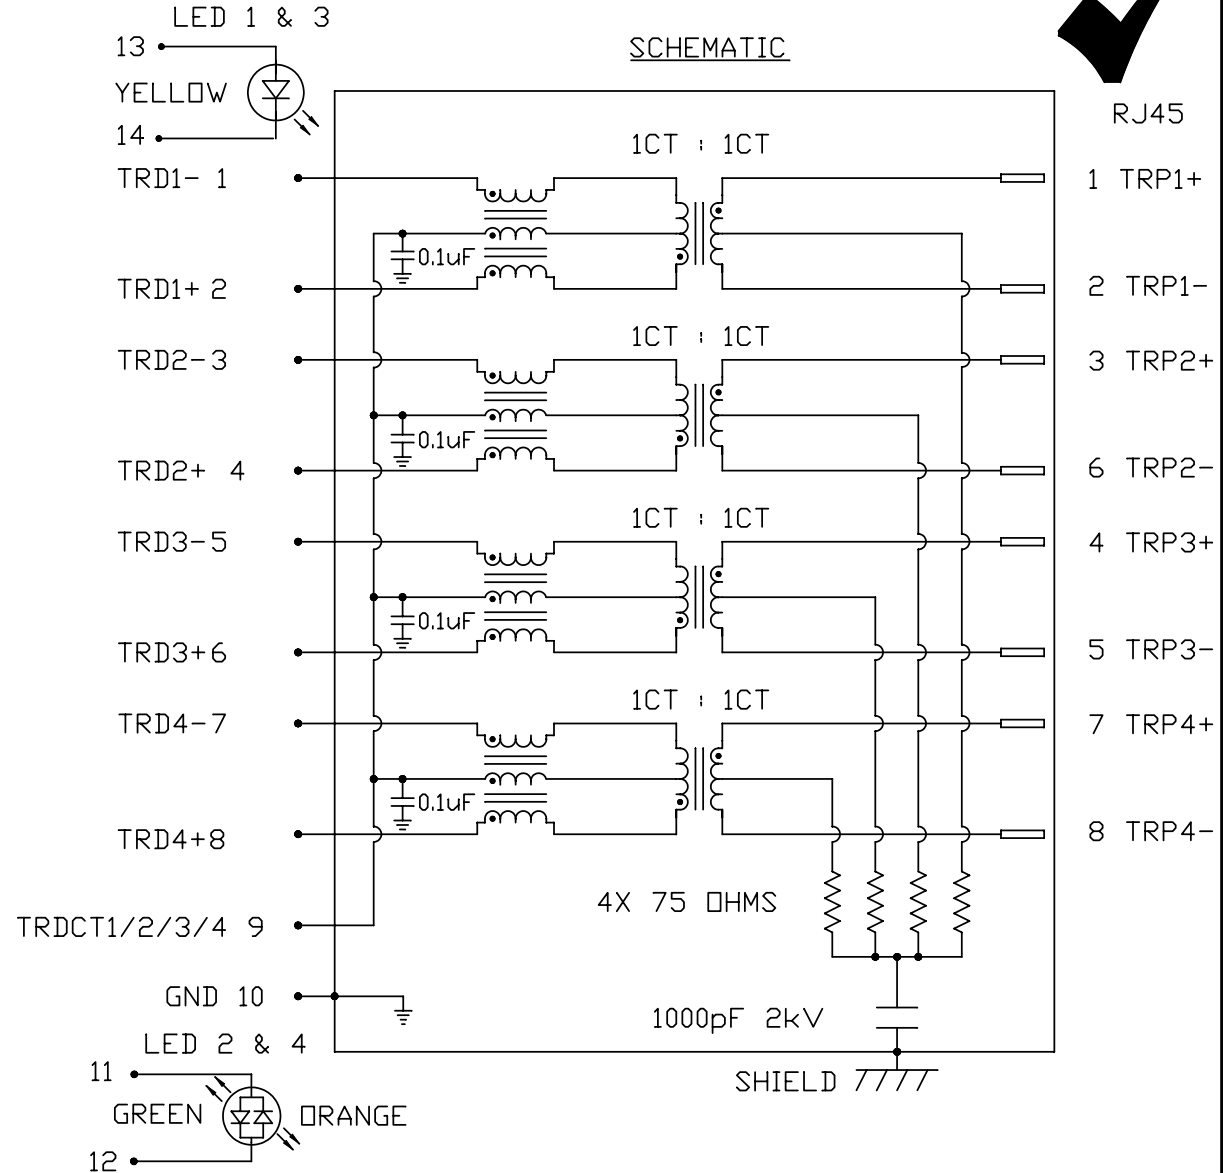 LED 1 & 3
13
SCHEMATIC
YELLOW
14
RJ45
1CT : 1CT
TRD1- 1
1 TRP1+
0.1uF
TRD1+ 2
2 TRP1-
1CT : 1CT
TRD2-3
3 TRP2+
0.1uF
TRD2+ 4
6 TRP2-
1CT : 1CT
TRD3-5
4 TRP3+
0.1uF
TRD3+6
5 TRP3-
1CT : 1CT
TRD4-7
7 TRP4+
0.1uF
TRD4+8
8 TRP4-
4X 75 OHMS
TRDCT1/2/3/4 9
GND 10
1000pF 2kV
LED 2 & 4
11
SHIELD
GREEN
ORANGE
12